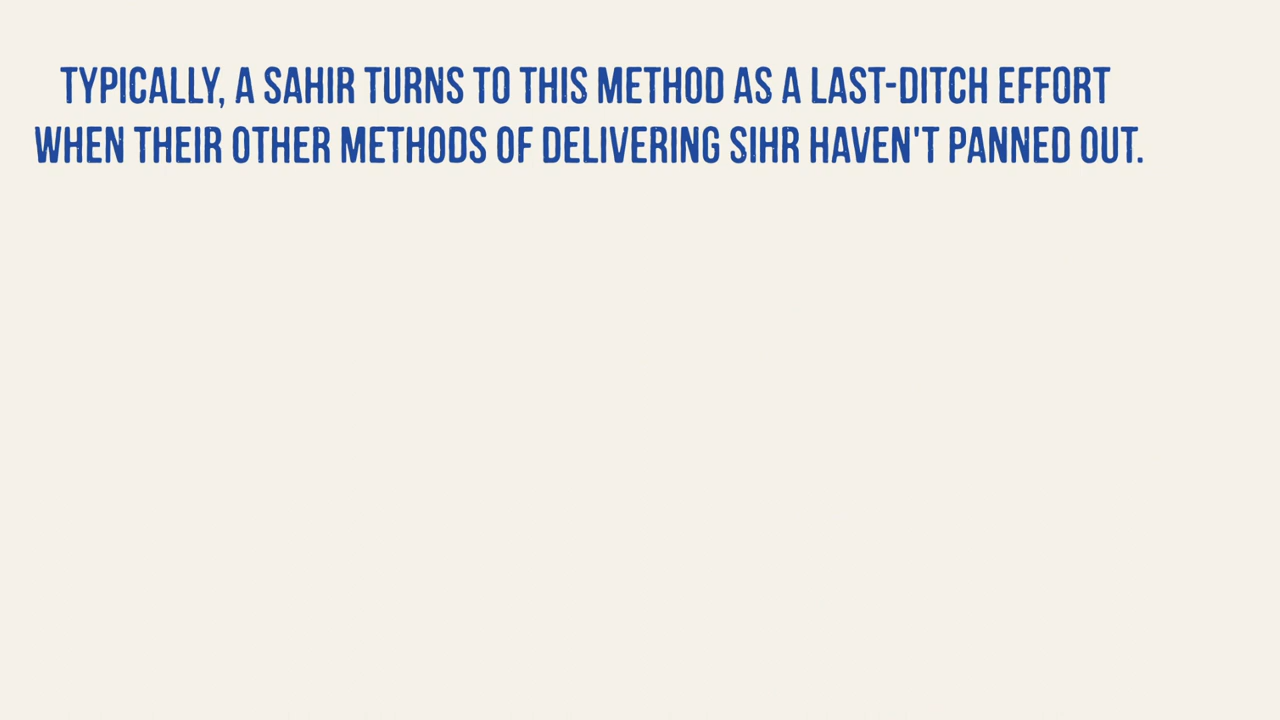 TYPICALLY, A SAHIR TURNS TO THIS METHOD AS A LAST-DITCH EFFORT
WHEN THEIR OTHER METHODS OF DELIVERING SIHR HAVEN'T PANNED OUT.